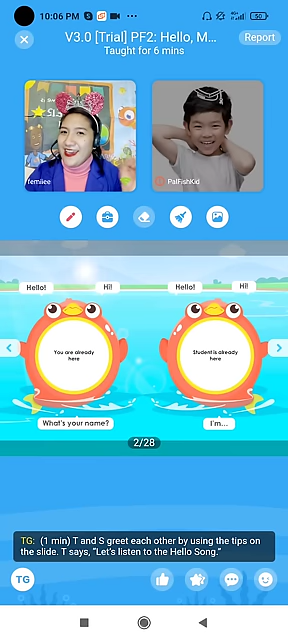 10:06 PM
50
V3.0 [Trial] PF2: Hello, M...
Report
Taught for 6 mins
femiiee
PalFishKid
Hello!
Hi!
Hello!
Hi!
You are already
here
Student is already
here
What's your name?
I'm...
2/28
TG: (1 min) T and S greet each other by using the tips on
the slide. T says, "Let's listen to the Hello Song."
TG